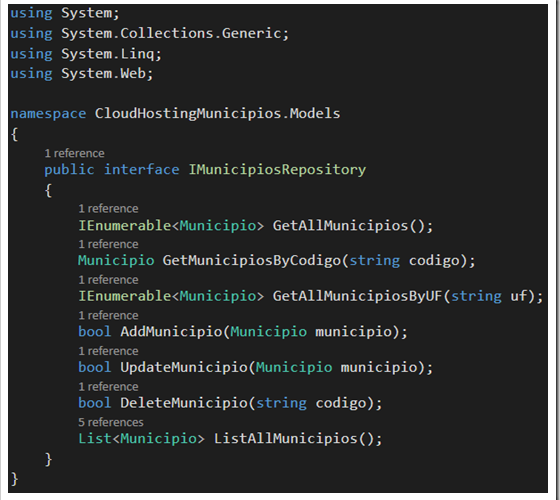 using System;
using System.Collections.Generic;
using System.Linq;
using System.Web;
namespace CloudHostingMunicipios.Models
{
1 reference
public interface IMunicipiosRepository
{
1 reference
IEnumerable<Municipio> GetAllMunicipios();
1 reference
Municipio GetMunicipiosByCodigo(string codigo);
1 reference
IEnumerable<Municipio> GetAllMunicipiosByUF(string uf);
1 reference
bool AddMunicipio(Municipio municipio);
1 reference
bool UpdateMunicipio(Municipio municipio);
1 reference
bool DeleteMunicipio(string codigo);
5 references
List<Municipio> ListAllMunicipios();
}
}